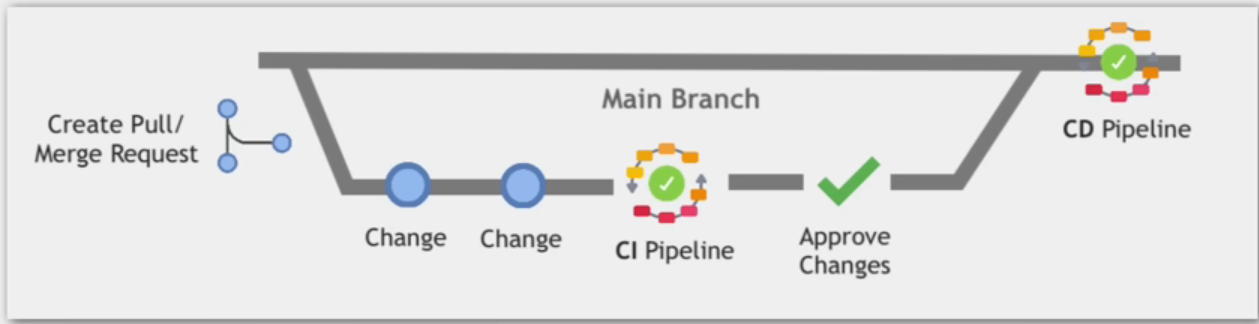 Create Pull/
Merge Request
Main Branch
Change
Change
CI Pipeline
Approve
Changes
CD Pipeline